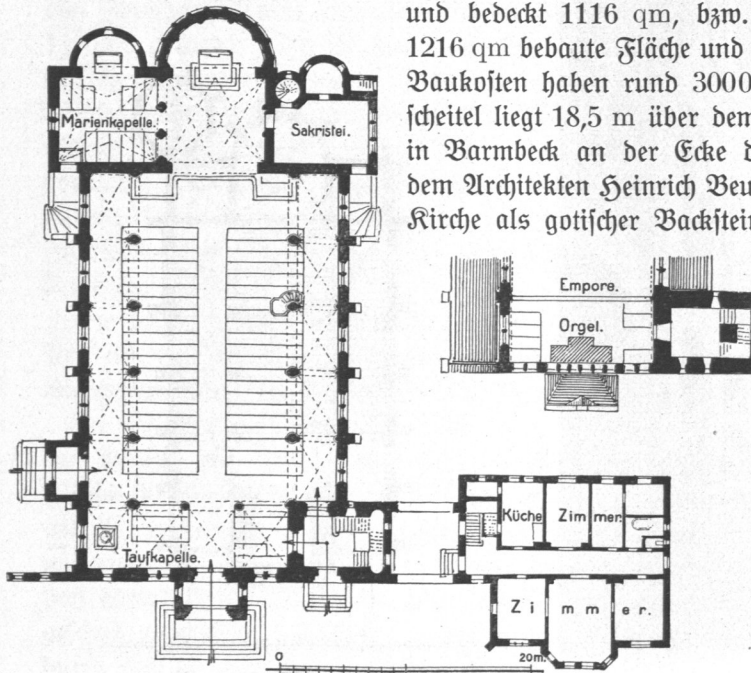 und bedeckt 1116 qm, bzw.
1216 qm bebaute Fläche und
Baukosten haben rund 3000
scheitel liegt 18,5 m über dem
in Barmbeck an der Ecke
dem Architekten Heinrich
Kirche als gotischer
Marienkapelle.
Sakristei.
Empore.
Orgel.
Taufkapelle.
Küche
Zim mer.
Z i m m e r.
0 20m.